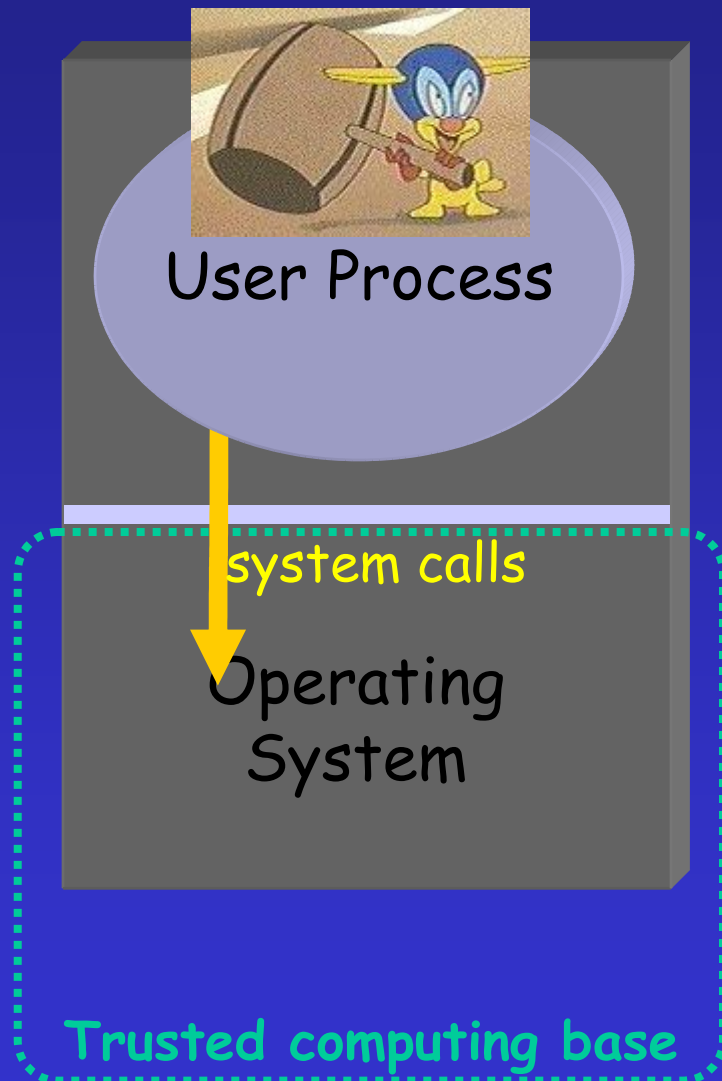 User Process
system calls
Operating
System
Trusted computing base